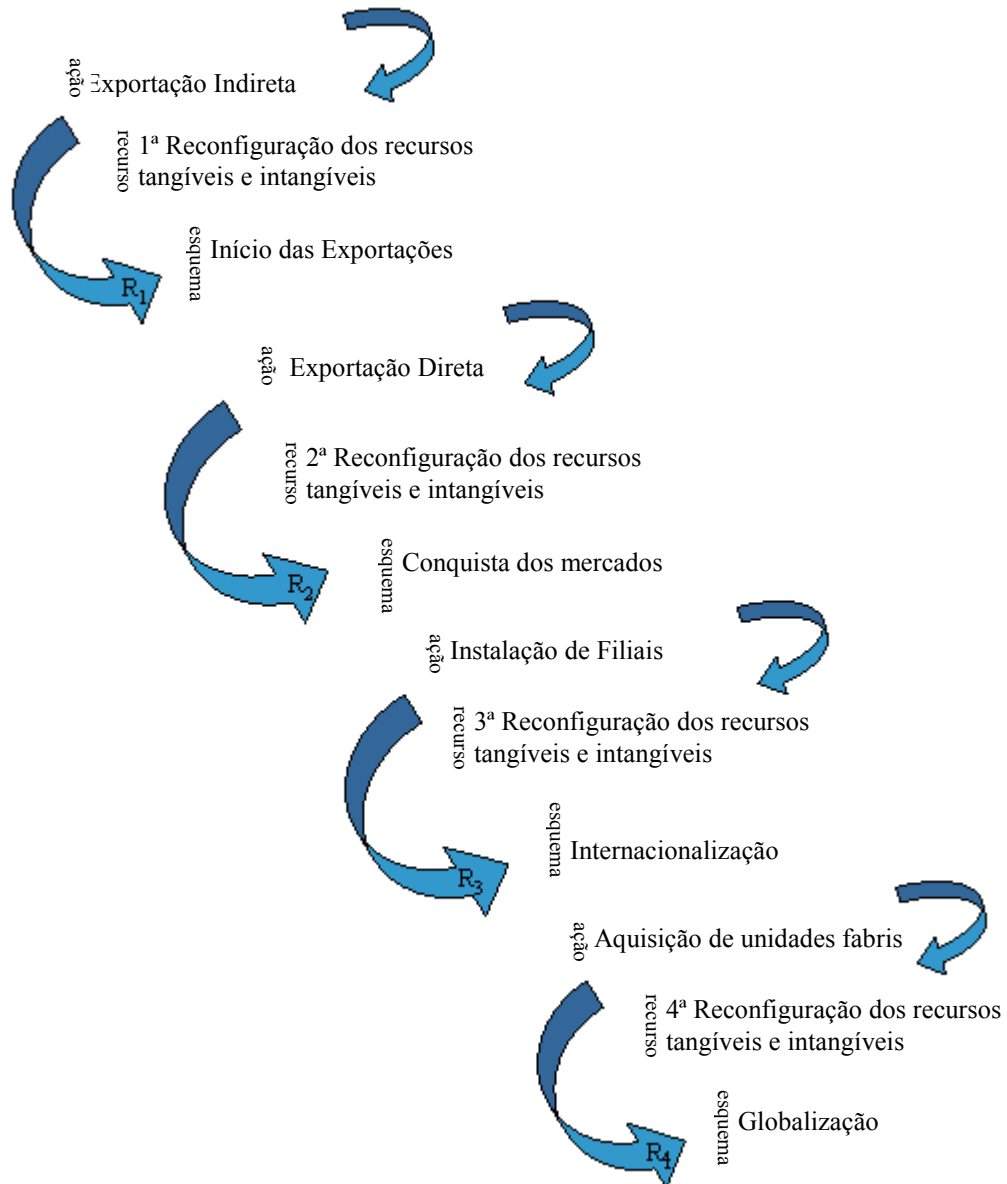 ação
Exportação Indireta
recurso
1ª Reconfiguração dos recursos
tangíveis e intangíveis
esquema
Início das Exportações
R1
ação
Exportação Direta
recurso
2ª Reconfiguração dos recursos
tangíveis e intangíveis
esquema
Conquista dos mercados
R2
ação
Instalação de Filiais
recurso
3ª Reconfiguração dos recursos
tangíveis e intangíveis
esquema
Internacionalização
R3
ação
Aquisição de unidades fabris
recurso
4ª Reconfiguração dos recursos
tangíveis e intangíveis
esquema
Globalização
R4